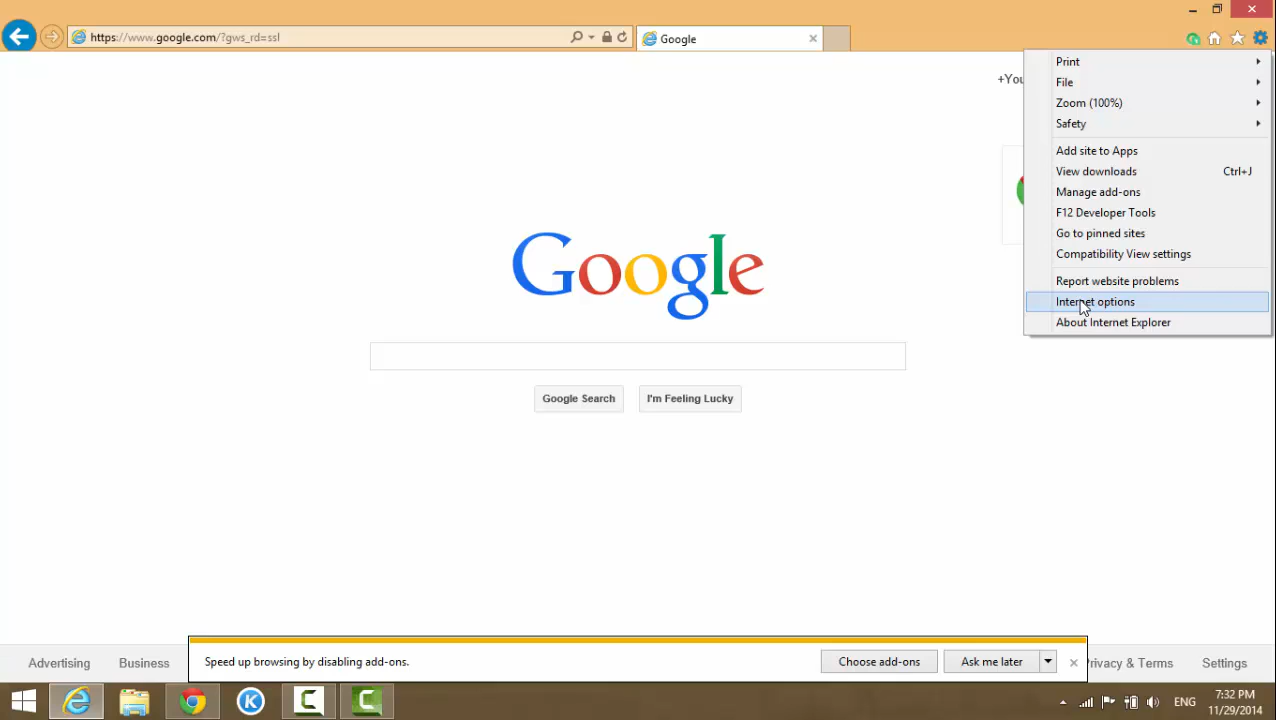 https://www.google.com/?gws_rd=ssl
Google
+You
Print
File
Zoom (100%)
Safety
Add site to Apps
View downloads Ctrl+J
Manage add-ons
F12 Developer Tools
Go to pinned sites
Compatibility View settings
Report website problems
Internet options
About Internet Explorer
Google
Google Search I'm Feeling Lucky
Speed up browsing by disabling add-ons. Choose add-ons Ask me later
Advertising Business Privacy & Terms Settings
K C C
ENG 7:32 PM
11/29/2014